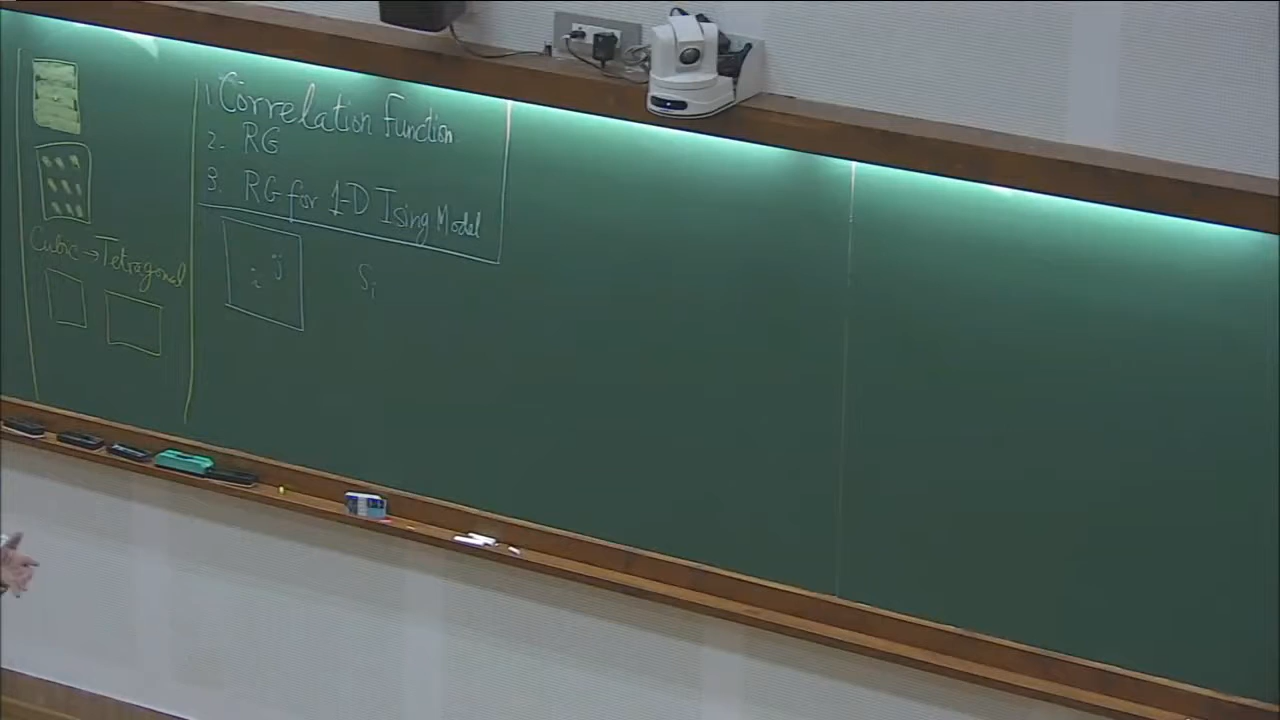 Cubic → Tetragonal
1 Correlation Function
2. RG
3. RG for 1-D Ising Model
i j
Si